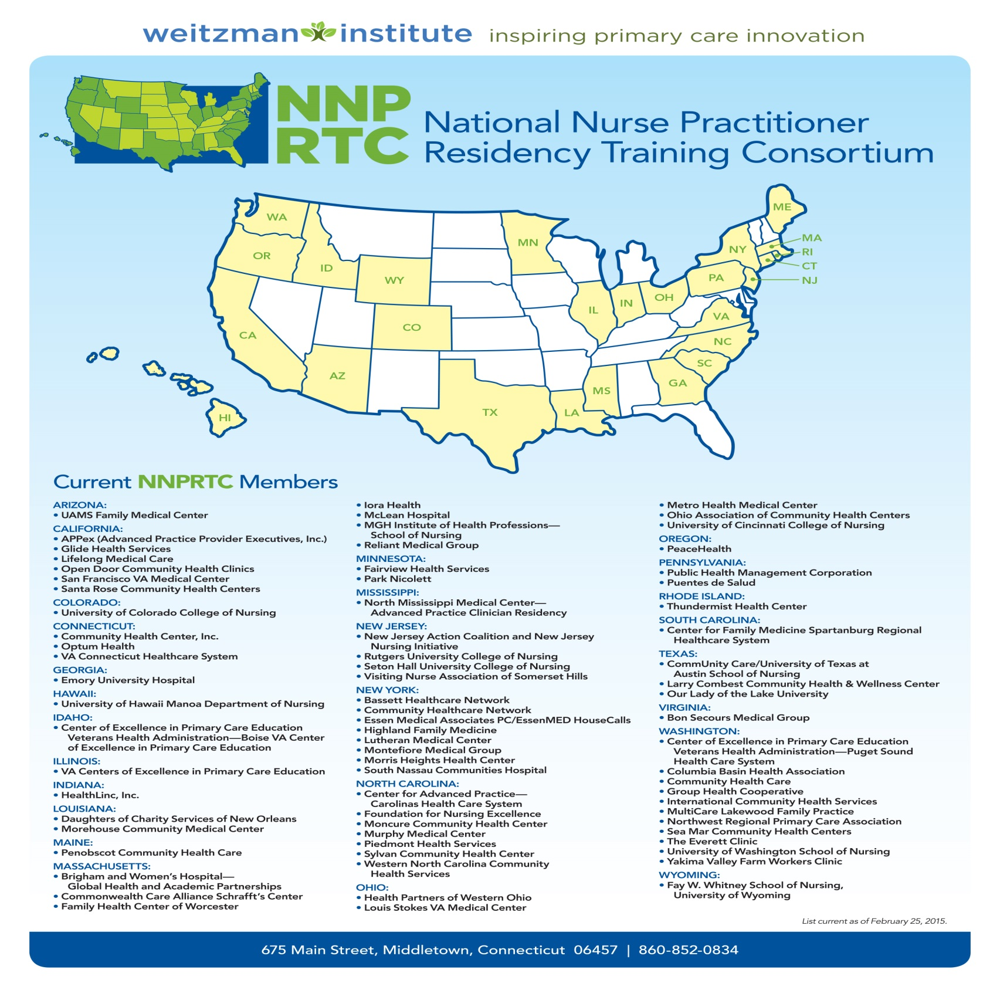 weitzman institute inspiring primary care innovation
NNP
RTC
National Nurse Practitioner
Residency Training Consortium
WA
OR
ID
WY
MN
ME
NY
MA
RI
CT
NJ
PA
OH
IN
IL
CO
CA
VA
NC
SC
GA
AZ
MS
LA
TX
HI
Current NNPRTC Members
ARIZONA:
• UAMS Family Medical Center
CALIFORNIA:
• APPex (Advanced Practice Provider Executives, Inc.)
• Glide Health Services
• Lifelong Medical Care
• Open Door Community Health Clinics
• San Francisco VA Medical Center
• Santa Rose Community Health Centers
COLORADO:
• University of Colorado College of Nursing
CONNECTICUT:
• Community Health Center, Inc.
• Optum Health
• VA Connecticut Healthcare System
GEORGIA:
• Emory University Hospital
HAWAII:
• University of Hawaii Manoa Department of Nursing
IDAHO:
• Center of Excellence in Primary Care Education
Veterans Health Administration—Boise VA Center
of Excellence in Primary Care Education
ILLINOIS:
• VA Centers of Excellence in Primary Care Education
INDIANA:
• HealthLinc, Inc.
LOUISIANA:
• Daughters of Charity Services of New Orleans
• Morehouse Community Medical Center
MAINE:
• Penobscot Community Health Care
MASSACHUSETTS:
• Brigham and Women's Hospital—
Global Health and Academic Partnerships
• Commonwealth Care Alliance Schrafft's Center
• Family Health Center of Worcester
• Iora Health
• McLean Hospital
• MGH Institute of Health Professions—
School of Nursing
• Reliant Medical Group
MINNESOTA:
• Fairview Health Services
• Park Nicolett
MISSISSIPPI:
• North Mississippi Medical Center—
Advanced Practice Clinician Residency
NEW JERSEY:
• New Jersey Action Coalition and New Jersey
Nursing Initiative
• Rutgers University College of Nursing
• Seton Hall University College of Nursing
• Visiting Nurse Association of Somerset Hills
NEW YORK:
• Bassett Healthcare Network
• Community Healthcare Network
• Essen Medical Associates PC/EssenMED HouseCalls
• Highland Family Medicine
• Lutheran Medical Center
• Montefiore Medical Group
• Morris Heights Health Center
• South Nassau Communities Hospital
NORTH CAROLINA:
• Center for Advanced Practice—
Carolinas Health Care System
• Foundation for Nursing Excellence
• Moncure Community Health Center
• Murphy Medical Center
• Piedmont Health Services
• Sylvan Community Health Center
• Western North Carolina Community
Health Services
OHIO:
• Health Partners of Western Ohio
• Louis Stokes VA Medical Center
• Metro Health Medical Center
• Ohio Association of Community Health Centers
• University of Cincinnati College of Nursing
OREGON:
• PeaceHealth
PENNSYLVANIA:
• Public Health Management Corporation
• Puentes de Salud
RHODE ISLAND:
• Thundermist Health Center
SOUTH CAROLINA:
• Center for Family Medicine Spartanburg Regional
Healthcare System
TEXAS:
• CommUnity Care/University of Texas at
Austin School of Nursing
• Larry Combest Community Health & Wellness Center
• Our Lady of the Lake University
VIRGINIA:
• Bon Secours Medical Group
WASHINGTON:
• Center of Excellence in Primary Care Education
Veterans Health Administration—Puget Sound
Health Care System
• Columbia Basin Health Association
• Community Health Care
• Group Health Cooperative
• International Community Health Services
• MultiCare Lakewood Family Practice
• Northwest Regional Primary Care Association
• Sea Mar Community Health Centers
• The Everett Clinic
• University of Washington School of Nursing
• Yakima Valley Farm Workers Clinic
WYOMING:
• Fay W. Whitney School of Nursing,
University of Wyoming
List current as of February 25, 2015.
675 Main Street, Middletown, Connecticut 06457 | 860-852-0834